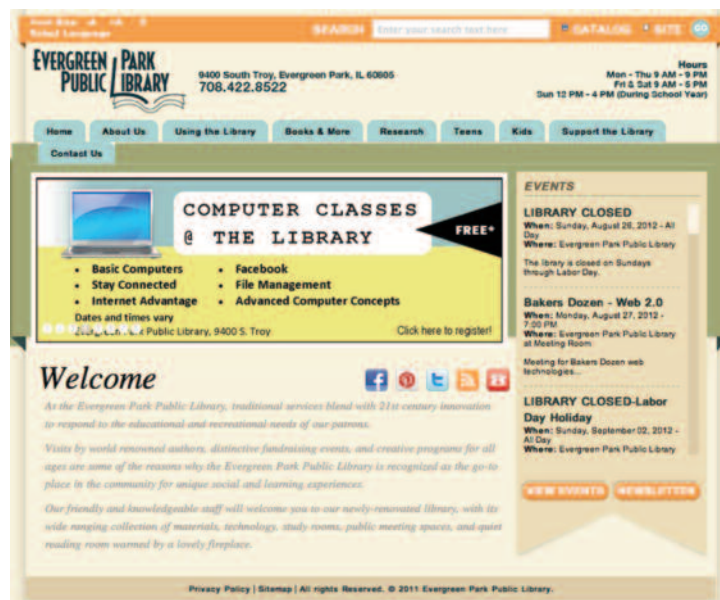 Select Language
SEARCH Enter your search text here CATALOG SITE GO
EVERGREEN PARK
PUBLIC LIBRARY
9400 South Troy, Evergreen Park, IL 60805
708.422.8522
Hours
Mon - Thu 9 AM - 9 PM
Fri & Sat 9 AM - 5 PM
Sun 12 PM - 4 PM (During School Year)
Home About Us Using the Library Books & More Research Teens Kids Support the Library
Contact Us
COMPUTER CLASSES
@ THE LIBRARY
FREE*
• Basic Computers
• Stay Connected
• Internet Advantage
• Facebook
• File Management
• Advanced Computer Concepts
Dates and times vary
Evergreen Park Public Library, 9400 S. Troy
Click here to register!
EVENTS
LIBRARY CLOSED
When: Sunday, August 26, 2012 - All
Day
Where: Evergreen Park Public Library
The library is closed on Sundays
through Labor Day.
Bakers Dozen - Web 2.0
When: Monday, August 27, 2012 -
7:00 PM
Where: Evergreen Park Public Library
at Meeting Room
Meeting for Bakers Dozen web
technologies...
LIBRARY CLOSED-Labor
Day Holiday
When: Sunday, September 02, 2012 -
All Day
Where: Evergreen Park Public Library
VIEW EVENTS NEWSLETTER
Welcome
At the Evergreen Park Public Library, traditional services blend with 21st century innovation
to respond to the educational and recreational needs of our patrons.
Visits by world renowned authors, distinctive fundraising events, and creative programs for all
ages are some of the reasons why the Evergreen Park Public Library is recognized as the go-to
place in the community for unique social and learning experiences.
Our friendly and knowledgeable staff will welcome you to our newly-renovated library, with its
wide ranging collection of materials, technology, study rooms, public meeting spaces, and quiet
reading room warmed by a lovely fireplace.
Privacy Policy | Sitemap | All rights Reserved. © 2011 Evergreen Park Public Library.